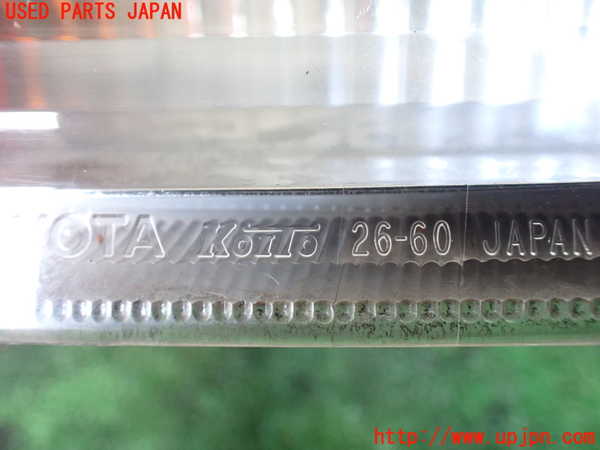 USED PARTS JAPAN
OTA KOITO 26-60 JAPAN
http://www.upjpn.com/